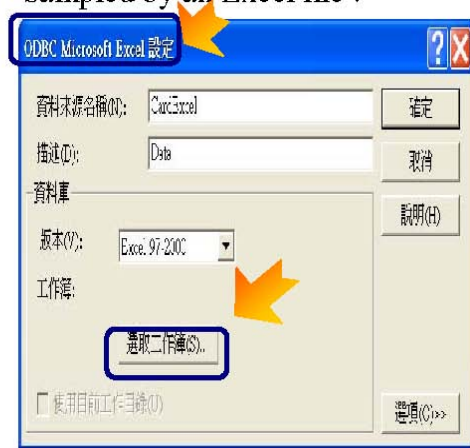 sampled by an Excel file .
ODBC Microsoft Excel 設定
資料來源名稱(N): CardExcel 確定
描述(D): Data 取消
資料庫
說明(H)
版本(V): Excel 97-2000
工作簿:
選取工作簿(S)..
使用目前工作目錄(U)
選項(O)>>